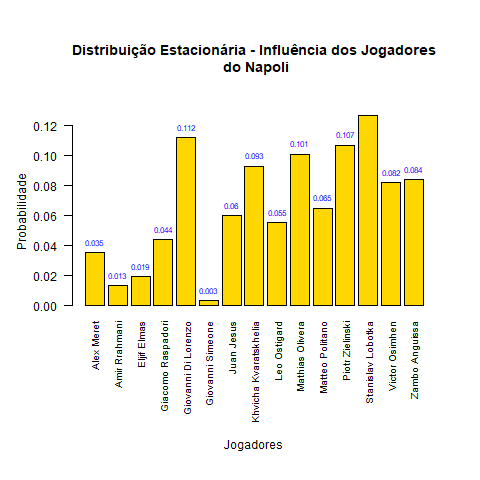 Distribuição Estacionária - Influência dos Jogadores
do Napoli
Probabilidade
0.12
0.10
0.08
0.06
0.04
0.02
0.00
0.035
0.013
0.019
0.044
0.112
0.003
0.06
0.093
0.055
0.101
0.065
0.107
0.082
0.084
Alex Meret
Amir Rrahmani
Eljif Elmas
Giacomo Raspadori
Giovanni Di Lorenzo
Giovanni Simeone
Juan Jesus
Khvicha Kvaratskhelia
Leo Ostigard
Mathias Olivera
Matteo Politano
Piotr Zielinski
Stanislav Lobotka
Victor Osimhen
Zambo Anguissa
Jogadores